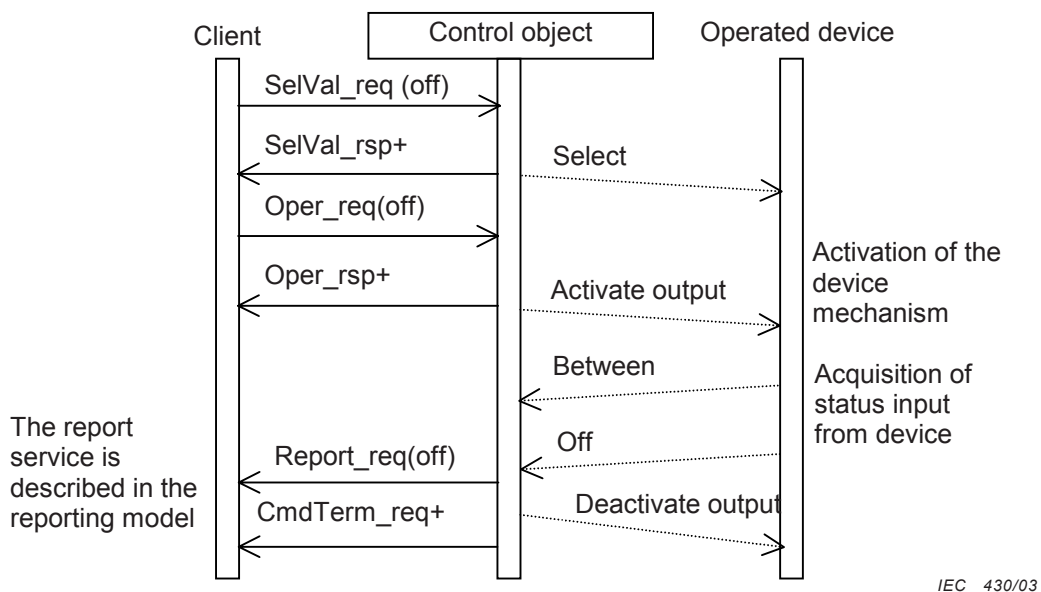 Client
Control object
Operated device
SelVal_req (off)
SelVal_rsp+
Select
Oper_req(off)
Oper_rsp+
Activate output
Activation of the
device
mechanism
Between
Acquisition of
status input
from device
The report
service is
described in the
reporting model
Off
Report_req(off)
Deactivate output
CmdTerm_req+
IEC 430/03